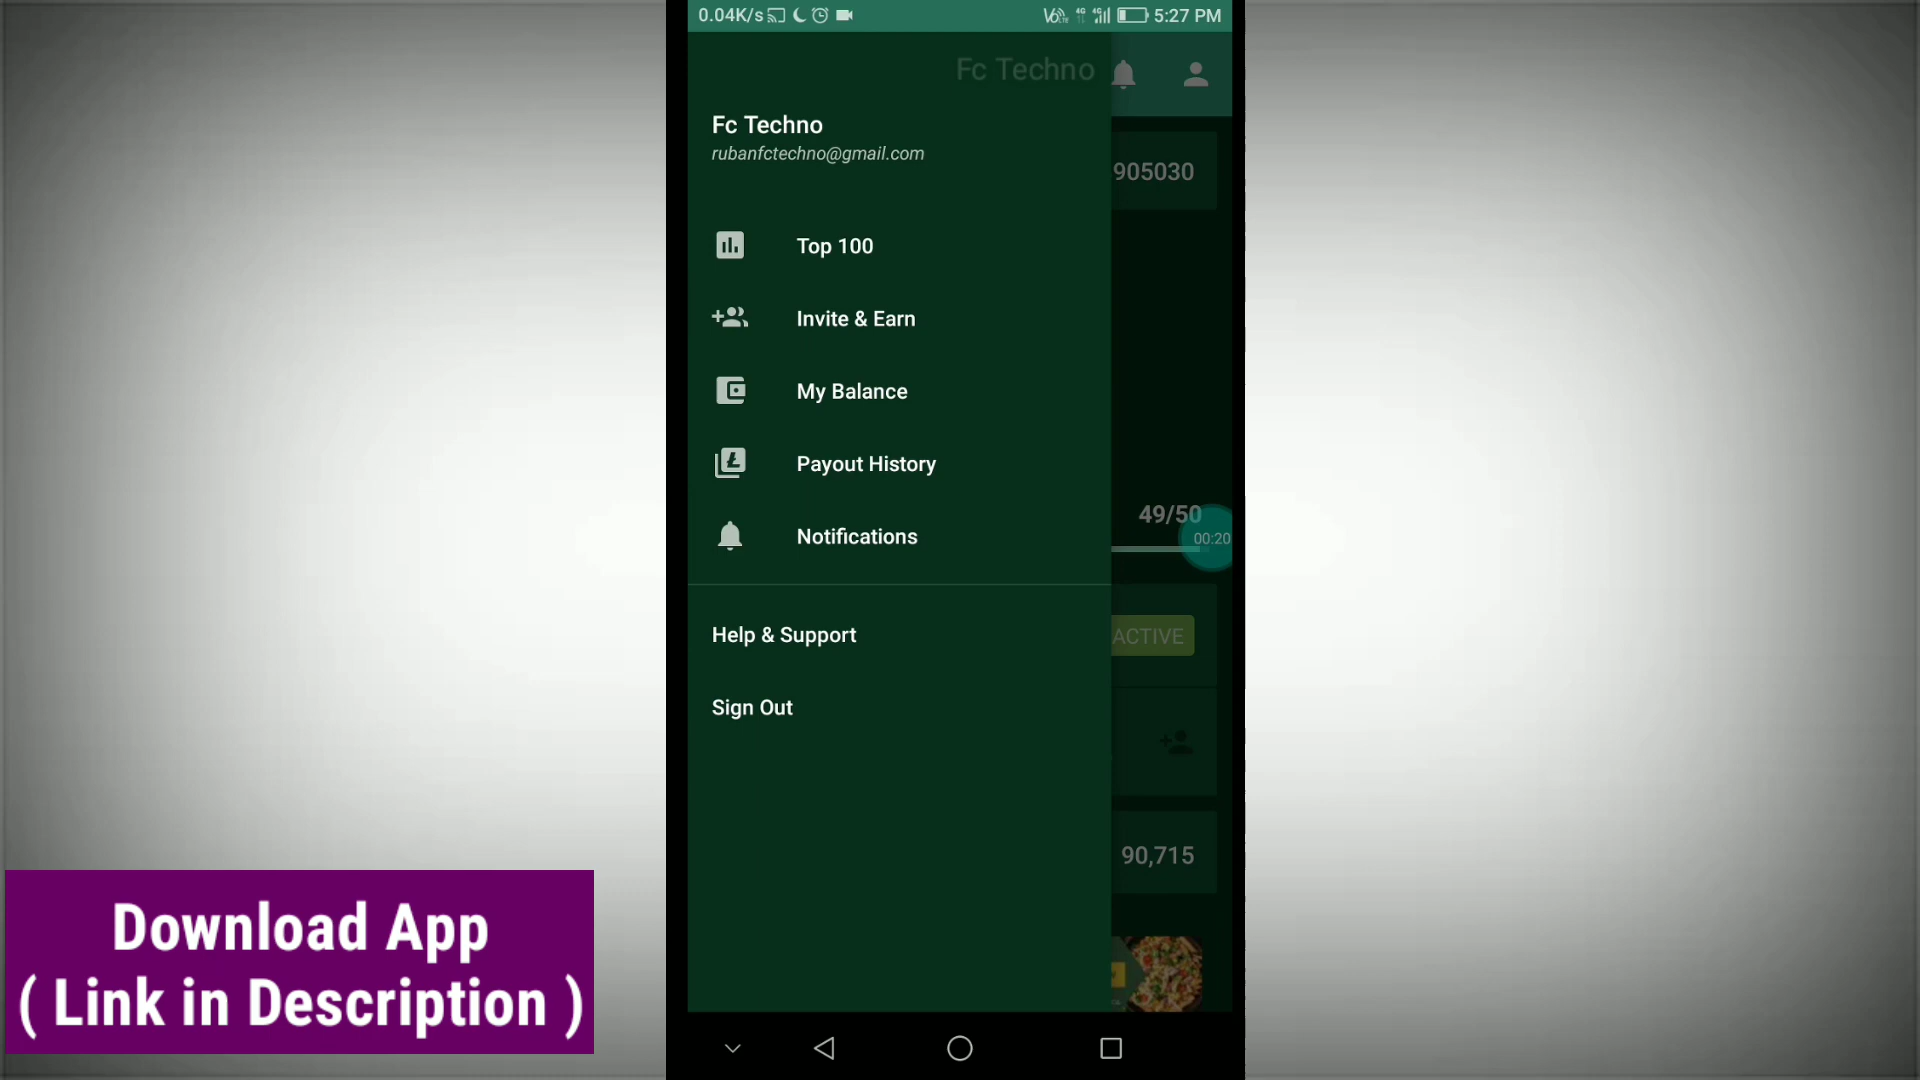 0.04K/s
5:27 PM
Fc Techno
Fc Techno
rubanfctechno@gmail.com
905030
Top 100
Invite & Earn
My Balance
Payout History
49/50
00:20
Notifications
Help & Support
ACTIVE
Sign Out
90,715
Download App
( Link in Description )